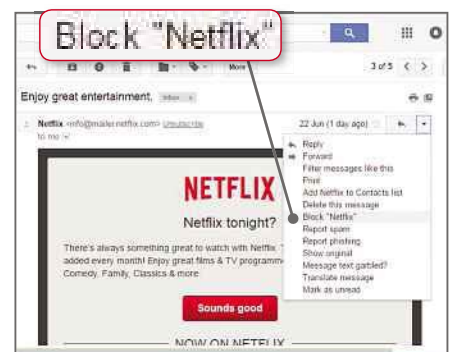 Block "Netflix"
More
3 of 5
Enjoy great entertainment,
Inbox x
Netflix <info@mailer.netflix.com> Unsubscribe
to me
22 Jun (1 day ago)
Reply
Forward
Filter messages like this
Print
Add Netflix to Contacts list
Delete this message
Block "Netflix"
Report spam
Report phishing
Show original
Message text garbled?
Translate message
Mark as unread
NETFLIX
Netflix tonight?
There's always something great to watch with Netflix.
added every month! Enjoy great films & TV programm
Comedy, Family, Classics & more
Sounds good
NOW ON NETFLIX